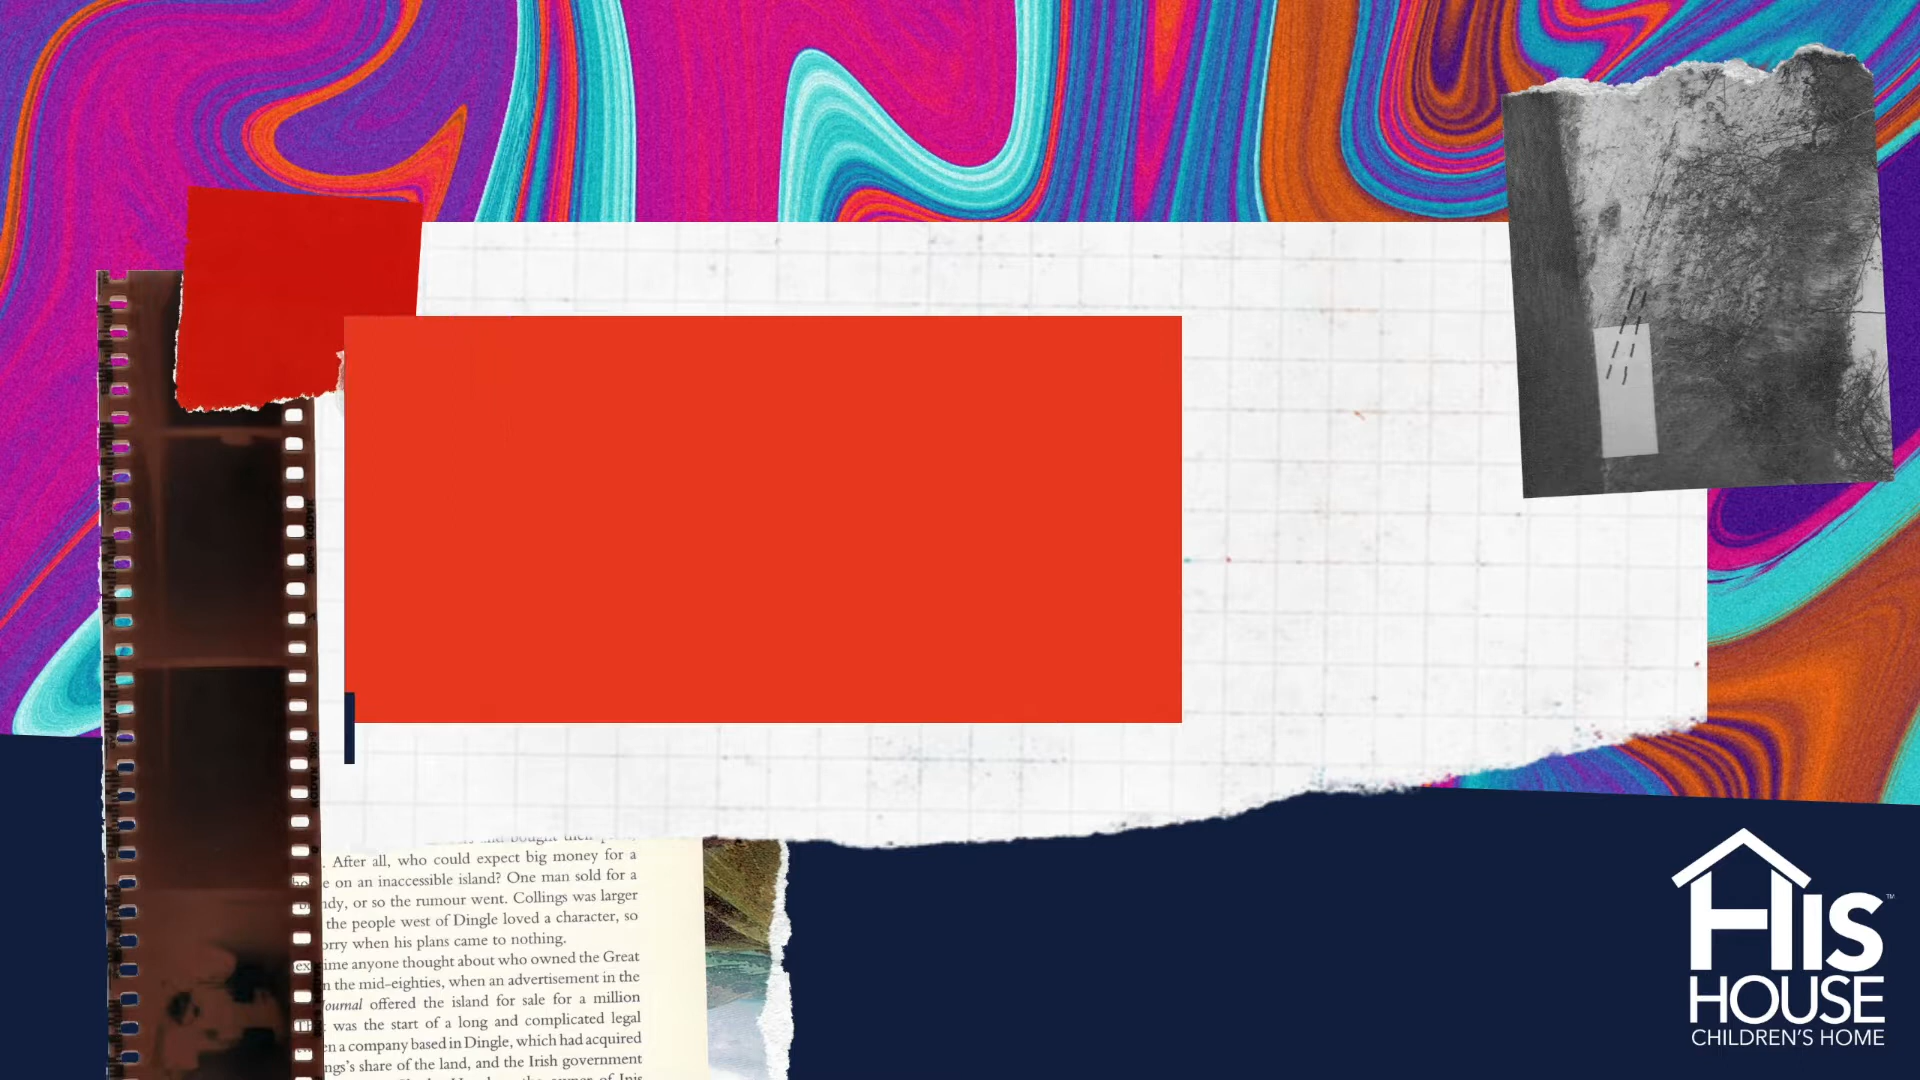 and bought their
. After all, who could expect big money for a
e on an inaccessible island? One man sold for a
ndy, or so the rumour went. Collings was larger
the people west of Dingle loved a character, so
orry when his plans came to nothing.
ime anyone thought about who owned the Great
n the mid-eighties, when an advertisement in the
Journal offered the island for sale for a million
was the start of a long and complicated legal
en a company based in Dingle, which had acquired
ngs's share of the land, and the Irish government
HIS
HOUSE
CHILDREN'S HOME